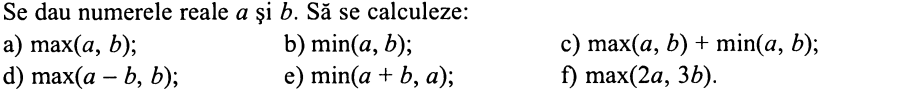 Se dau numerele reale a şi b. Să se calculeze:
a) max(a, b); b) min(a, b); c) max(a, b) + min(a, b);
d) max(a – b, b); e) min(a + b, a); f) max(2a, 3b).